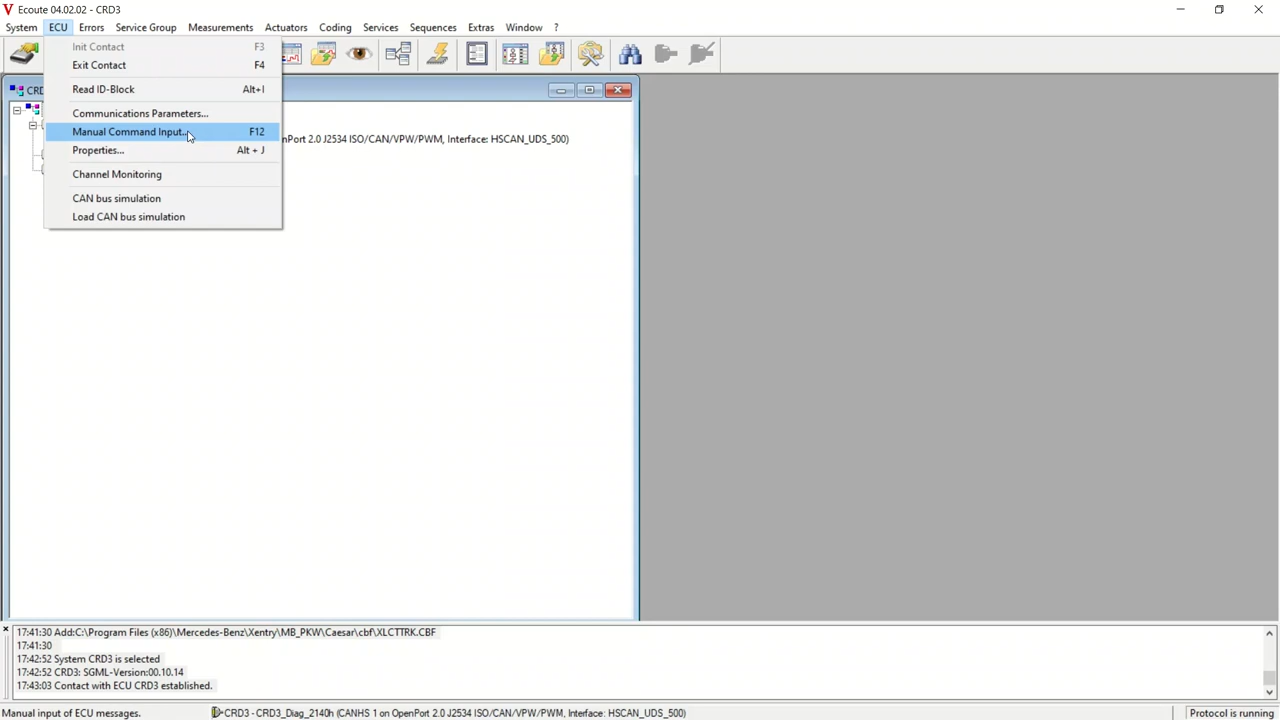 Ecoute 04.02.02 - CRD3
System ECU Errors Service Group Measurements Actuators Coding Services Sequences Extras Window ?
Init Contact F3
Exit Contact F4
CRD
Read ID-Block Alt+I
Communications Parameters...
Manual Command Input... F12
nPort 2.0 J2534 ISO/CAN/VPW/PWM, Interface: HSCAN_UDS_500)
Properties... Alt + J
Channel Monitoring
CAN bus simulation
Load CAN bus simulation
17:41:30 Add:C:\Program Files (x86)\Mercedes-Benz\Xentry\MB_PKW\Caesar\cbf\XLCTTRK.CBF
17:41:30
17:42:52 System CRD3 is selected
17:42:52 CRD3: SGML-Version:00.10.14
17:43:03 Contact with ECU CRD3 established.
Manual input of ECU messages. CRD3 - CRD3_Diag_2140h (CANHS 1 on OpenPort 2.0 J2534 ISO/CAN/VPW/PWM, Interface: HSCAN_UDS_500) Protocol is running